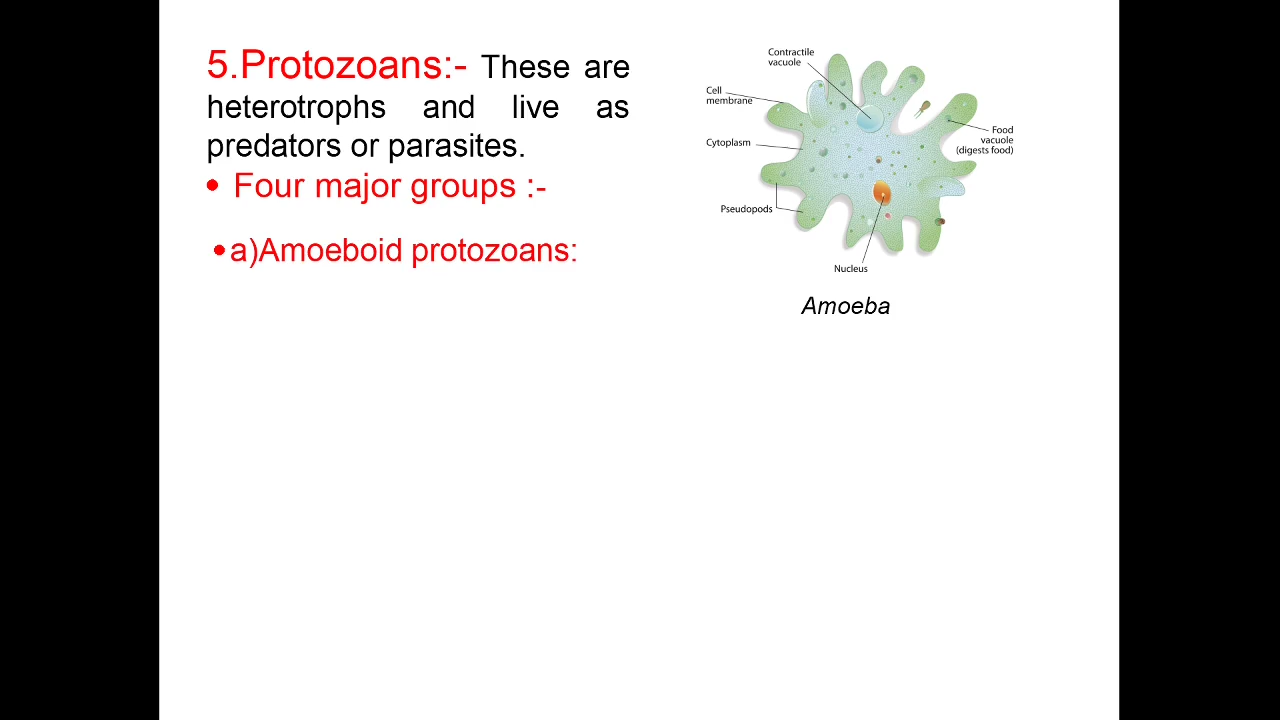 5.Protozoans:- These are
heterotrophs and live as
predators or parasites.
• Four major groups :-
• a)Amoeboid protozoans:
Contractile
vacuole
Cell
membrane
Cytoplasm
Pseudopods
Nucleus
Food
vacuole
(digests food)
Amoeba